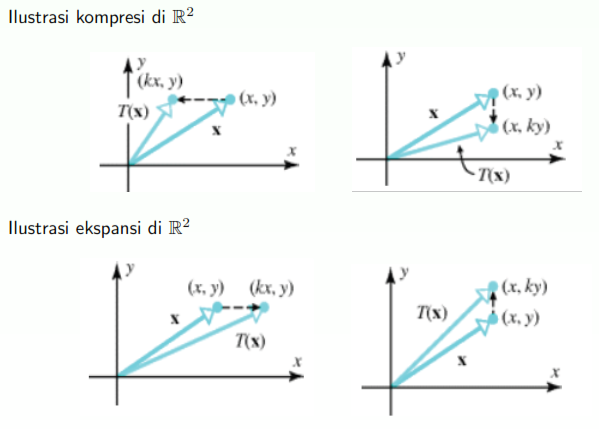 Ilustrasi kompresi di ℝ²
y
(kx, y)
T(x)
(x, y)
x
x
y
(x, y)
x
(x, ky)
x
T(x)
Ilustrasi ekspansi di ℝ²
y
(x, y) (kx, y)
x
T(x)
x
y
(x, ky)
T(x)
(x, y)
x
x